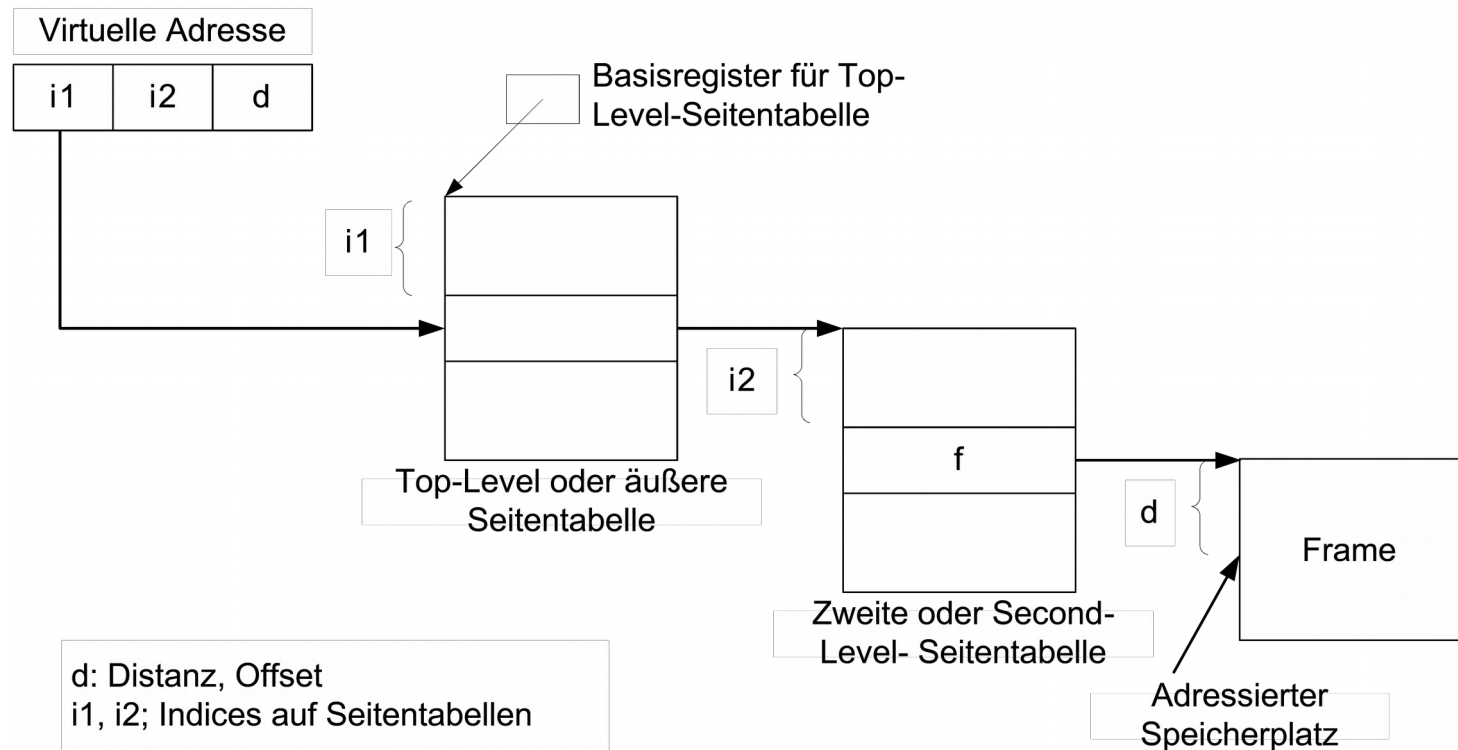 Virtuelle Adresse
i1 i2 d
Basisregister für Top-
Level-Seitentabelle
i1
i2
f
d
Frame
Top-Level oder äußere
Seitentabelle
Zweite oder Second-
Level- Seitentabelle
Adressierter
Speicherplatz
d: Distanz, Offset
i1, i2; Indices auf Seitentabellen